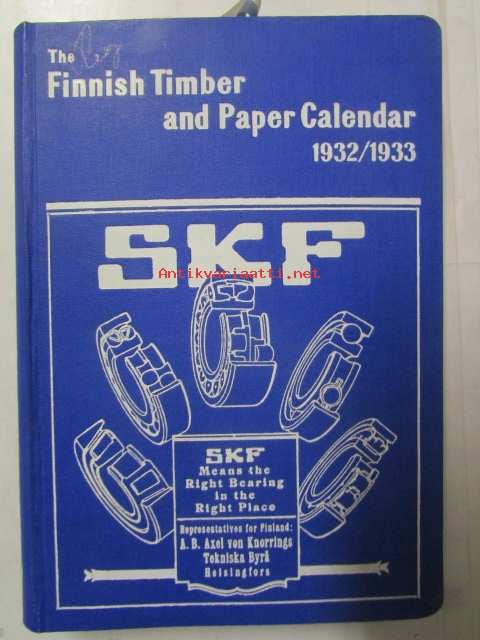 The
Finnish Timber
and Paper Calendar
1932/1933
SKF
Antikvariaatti.net
SKF
Means the
Right Bearing
in the
Right Place
Representatives for Finland:
A. B. Axel von Knorrings
Tekniska Byrå
Helsingfors